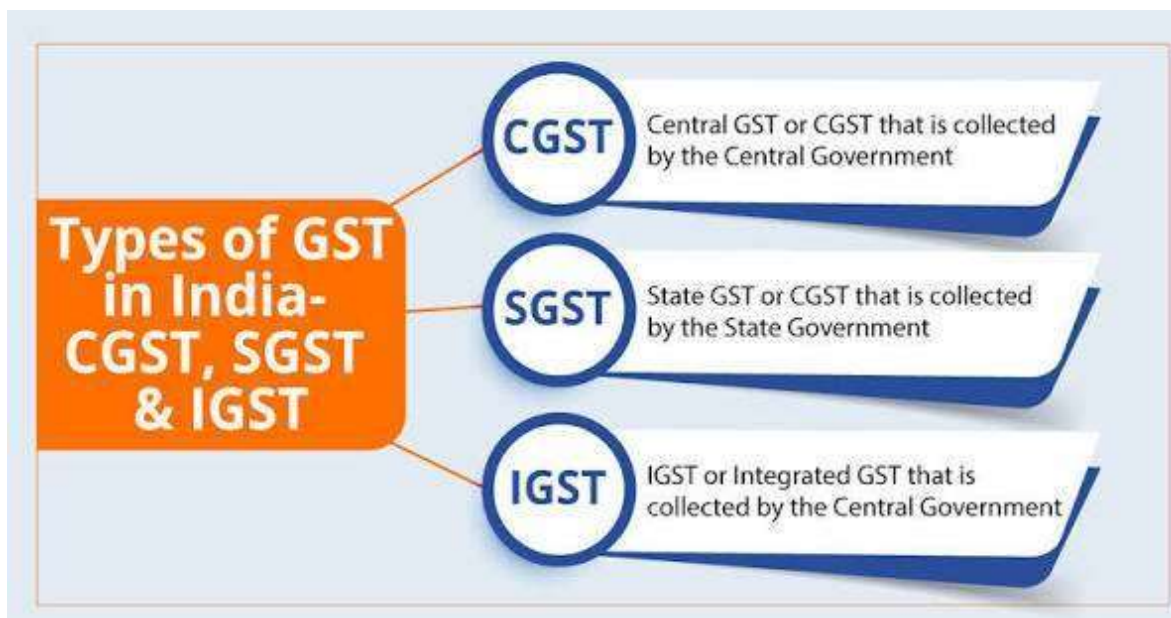 Types of GST
in India-
CGST, SGST
& IGST
CGST
Central GST or CGST that is collected
by the Central Government
SGST
State GST or CGST that is collected
by the State Government
IGST
IGST or Integrated GST that is
collected by the Central Government